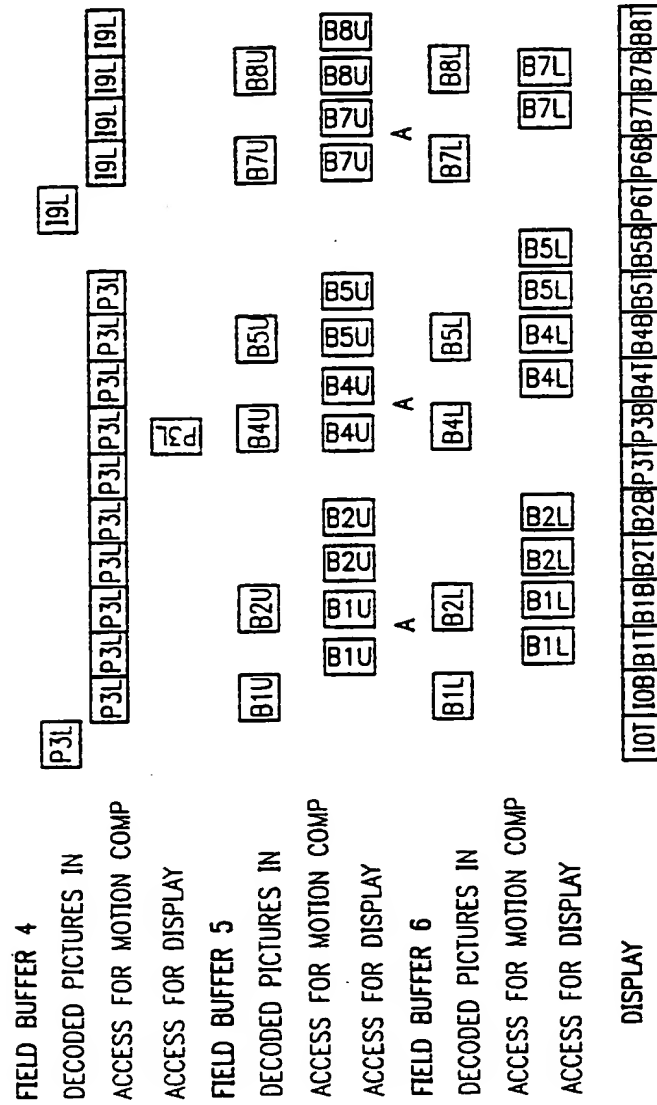 FIELD BUFFER 4
DECODED PICTURES IN P3L I9L
ACCESS FOR MOTION COMP P3L P3L P3L P3L P3L P3L P3L P3L P3L P3L I9L I9L I9L I9L
ACCESS FOR DISPLAY P3L
FIELD BUFFER 5
DECODED PICTURES IN B1U B2U B4U B5U B7U B8U
ACCESS FOR MOTION COMP
ACCESS FOR DISPLAY B1U B1U B2U B2U B4U B4U B5U B5U B7U B7U B8U B8U
A A A
FIELD BUFFER 6
DECODED PICTURES IN B1L B2L B4L B5L B7L B8L
ACCESS FOR MOTION COMP
ACCESS FOR DISPLAY B1L B1L B2L B2L B4L B4L B5L B5L B7L B7L
DISPLAY I0T I0B B1T B1B B2T B2B P3T P3B B4T B4B B5T B5B P6T P6B B7T B7B B8T